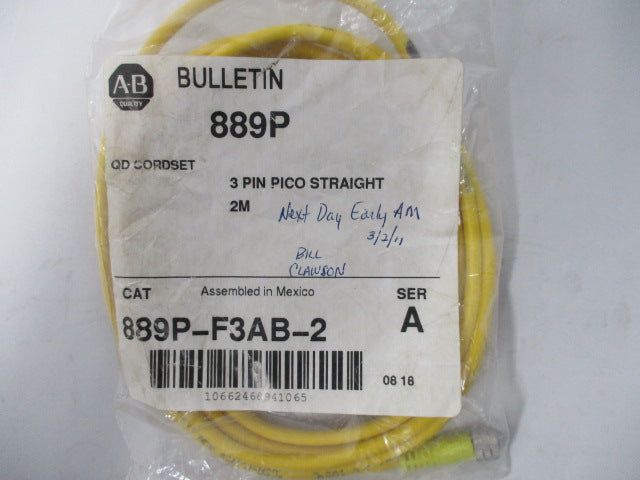 A-B
QUALITY
BULLETIN
889P
QD CORDSET
3 PIN PICO STRAIGHT
2M
Next Day Early AM
3/2/11
BILL
CLAWSON
CAT
Assembled in Mexico
SER
889P-F3AB-2
A
08 18
10662468941065